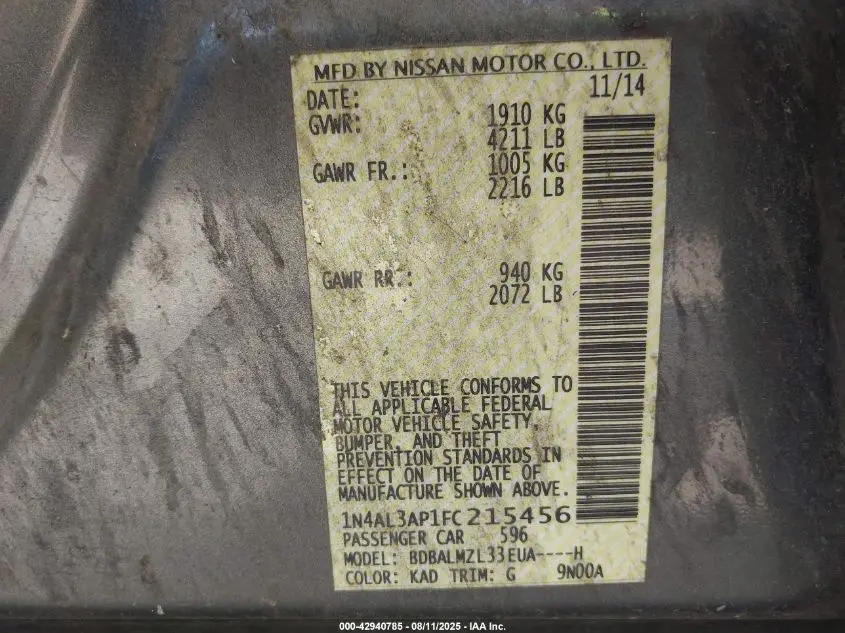 MFD BY NISSAN MOTOR CO., LTD.
DATE: 11/14
GVWR: 1910 KG
4211 LB
GAWR FR.: 1005 KG
2216 LB
GAWR RR.: 940 KG
2072 LB
THIS VEHICLE CONFORMS TO
ALL APPLICABLE FEDERAL
MOTOR VEHICLE SAFETY,
BUMPER, AND THEFT
PREVENTION STANDARDS IN
EFFECT ON THE DATE OF
MANUFACTURE SHOWN ABOVE.
1N4AL3AP1FC215456
PASSENGER CAR 596
MODEL: BDBALMZL33EUA----H
COLOR: KAD TRIM: G 9N00A
000-42940785 - 08/11/2025 - IAA Inc.